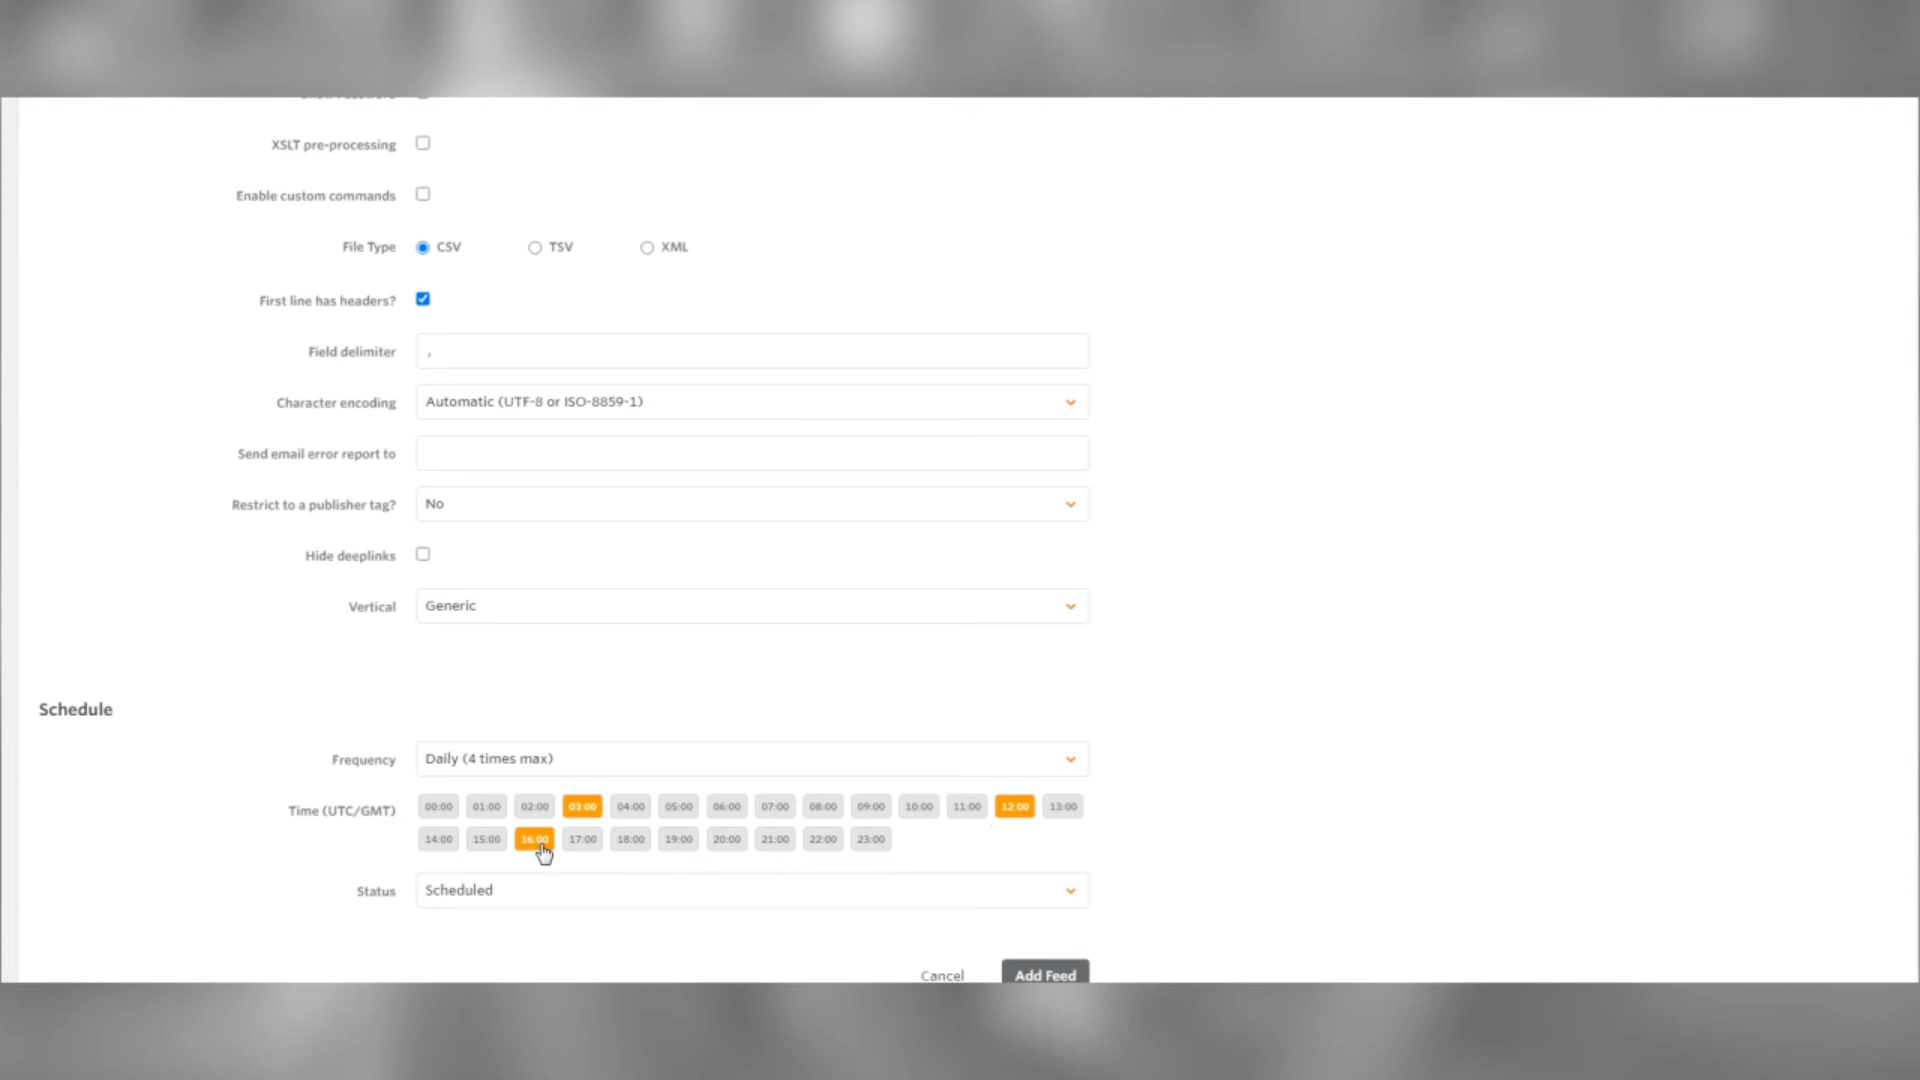 XSLT pre-processing
Enable custom commands
File Type CSV TSV XML
First line has headers?
Field delimiter ,
Character encoding Automatic (UTF-8 or ISO-8859-1)
Send email error report to
Restrict to a publisher tag? No
Hide deeplinks
Vertical Generic
Schedule
Frequency Daily (4 times max)
Time (UTC/GMT) 00:00 01:00 02:00 03:00 04:00 05:00 06:00 07:00 08:00 09:00 10:00 11:00 12:00 13:00
14:00 15:00 16:00 17:00 18:00 19:00 20:00 21:00 22:00 23:00
Status Scheduled
Cancel Add Feed